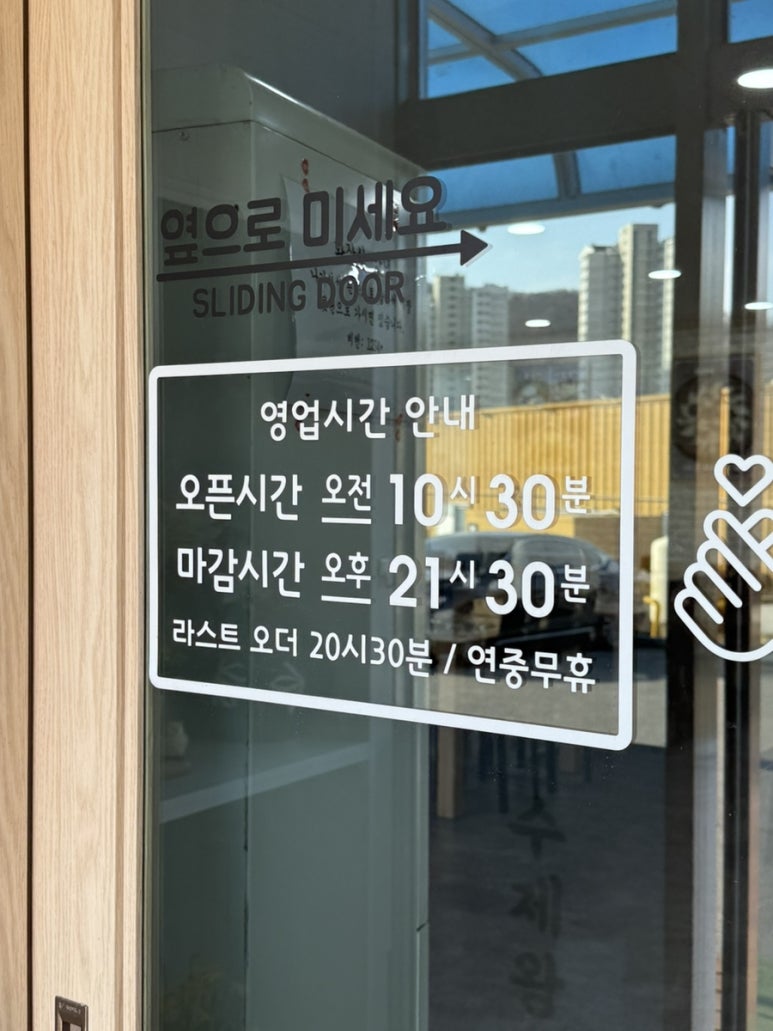 옆으로 미세요
SLIDING DOOR
영업시간 안내
오픈시간 오전 10시 30분
마감시간 오후 21시 30분
라스트 오더 20시30분 / 연중무휴